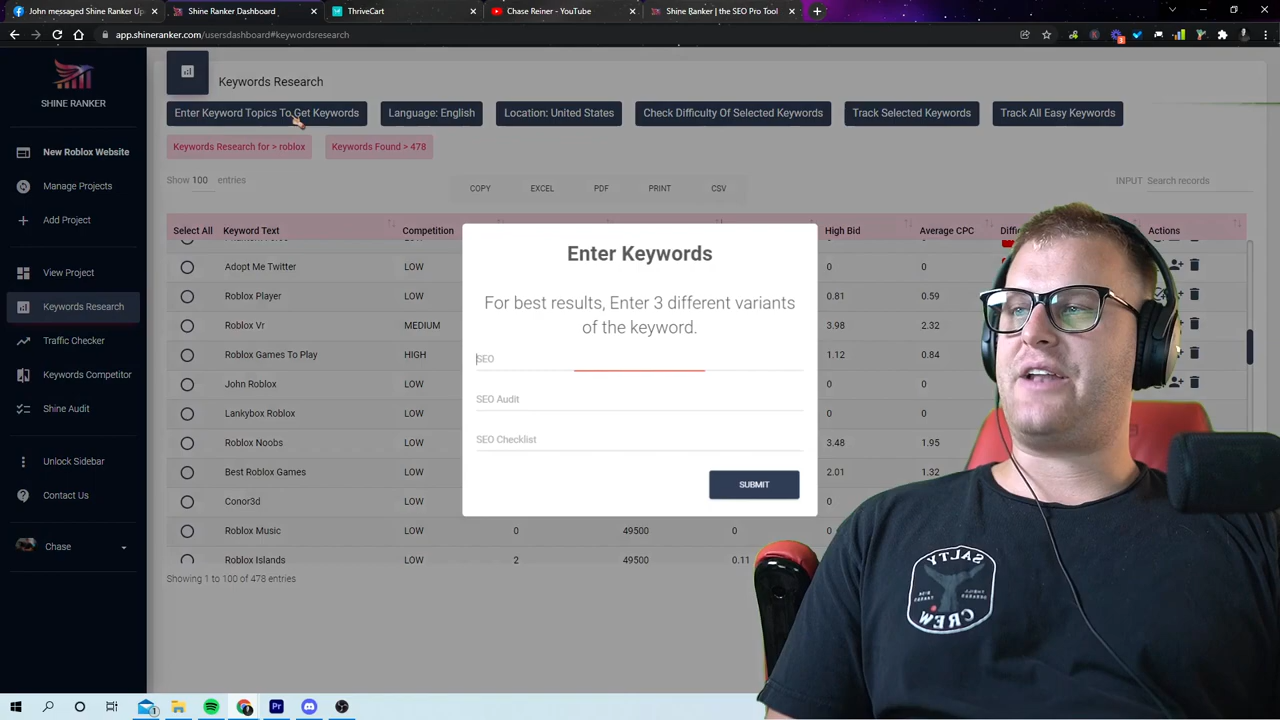 John messaged Shine Ranker Up
Shine Ranker Dashboard
ThriveCart
Chase Reiner - YouTube
Shine Ranker | the SEO Pro Tool
app.shineranker.com/usersdashboard#keywordsresearch
SHINE RANKER
New Roblox Website
Manage Projects
Add Project
View Project
Keywords Research
Traffic Checker
Keywords Competitor
Shine Audit
Unlock Sidebar
Contact Us
Chase
Keywords Research
Enter Keyword Topics To Get Keywords
Language: English
Location: United States
Check Difficulty Of Selected Keywords
Track Selected Keywords
Track All Easy Keywords
Keywords Research for > roblox
Keywords Found > 478
Show 100 entries
COPY EXCEL PDF PRINT CSV
INPUT Search records
Select All Keyword Text Competition High Bid Average CPC Actions
Adopt Me Twitter LOW 0 0
Roblox Player LOW 0.81 0.59
Roblox Vr MEDIUM 3.98 2.32
Roblox Games To Play HIGH 1.12 0.84
John Roblox LOW
Lankybox Roblox LOW
Roblox Noobs LOW 3.48 1.95
Best Roblox Games LOW 2.01 1.32
Conor3d LOW 0
Roblox Music LOW 0 49500 0
Roblox Islands LOW 2 49500 0.11
Showing 1 to 100 of 478 entries
Enter Keywords
For best results, Enter 3 different variants
of the keyword.
SEO
SEO Audit
SEO Checklist
SUBMIT
SALTY
CREW